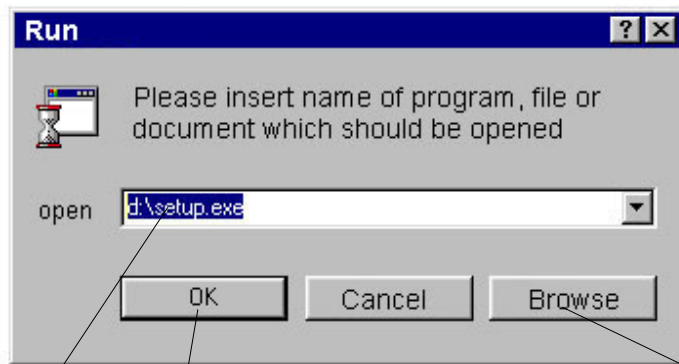 Run
Please insert name of program, file or
document which should be opened
open d:\setup.exe
OK Cancel Browse